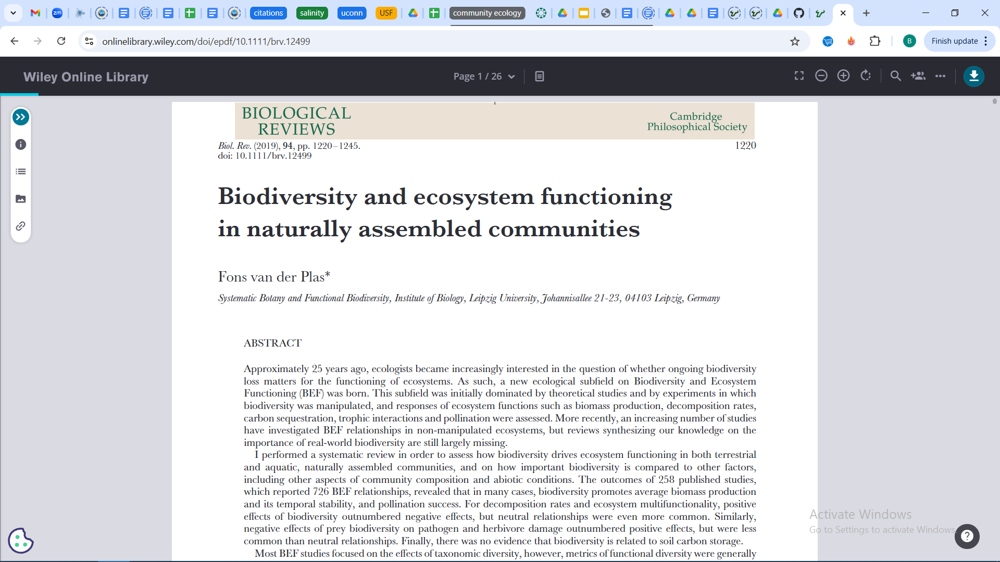 citations
salinity
uconn
USF
community ecology
onlinelibrary.wiley.com/doi/epdf/10.1111/brv.12499
B
Finish update
Wiley Online Library
Page 1 / 26
BIOLOGICAL
REVIEWS
Cambridge
Philosophical Society
Biol. Rev. (2019), 94, pp. 1220–1245.
1220
doi: 10.1111/brv.12499
Biodiversity and ecosystem functioning
in naturally assembled communities
Fons van der Plas*
Systematic Botany and Functional Biodiversity, Institute of Biology, Leipzig University, Johannisallee 21-23, 04103 Leipzig, Germany
ABSTRACT
Approximately 25 years ago, ecologists became increasingly interested in the question of whether ongoing biodiversity
loss matters for the functioning of ecosystems. As such, a new ecological subfield on Biodiversity and Ecosystem
Functioning (BEF) was born. This subfield was initially dominated by theoretical studies and by experiments in which
biodiversity was manipulated, and responses of ecosystem functions such as biomass production, decomposition rates,
carbon sequestration, trophic interactions and pollination were assessed. More recently, an increasing number of studies
have investigated BEF relationships in non-manipulated ecosystems, but reviews synthesizing our knowledge on the
importance of real-world biodiversity are still largely missing.
I performed a systematic review in order to assess how biodiversity drives ecosystem functioning in both terrestrial
and aquatic, naturally assembled communities, and on how important biodiversity is compared to other factors,
including other aspects of community composition and abiotic conditions. The outcomes of 258 published studies,
which reported 726 BEF relationships, revealed that in many cases, biodiversity promotes average biomass production
and its temporal stability, and pollination success. For decomposition rates and ecosystem multifunctionality, positive
effects of biodiversity outnumbered negative effects, but neutral relationships were even more common. Similarly,
negative effects of prey biodiversity on pathogen and herbivore damage outnumbered positive effects, but were less
common than neutral relationships. Finally, there was no evidence that biodiversity is related to soil carbon storage.
Most BEF studies focused on the effects of taxonomic diversity, however, metrics of functional diversity were generally
Activate Windows
Go to Settings to activate Windows.